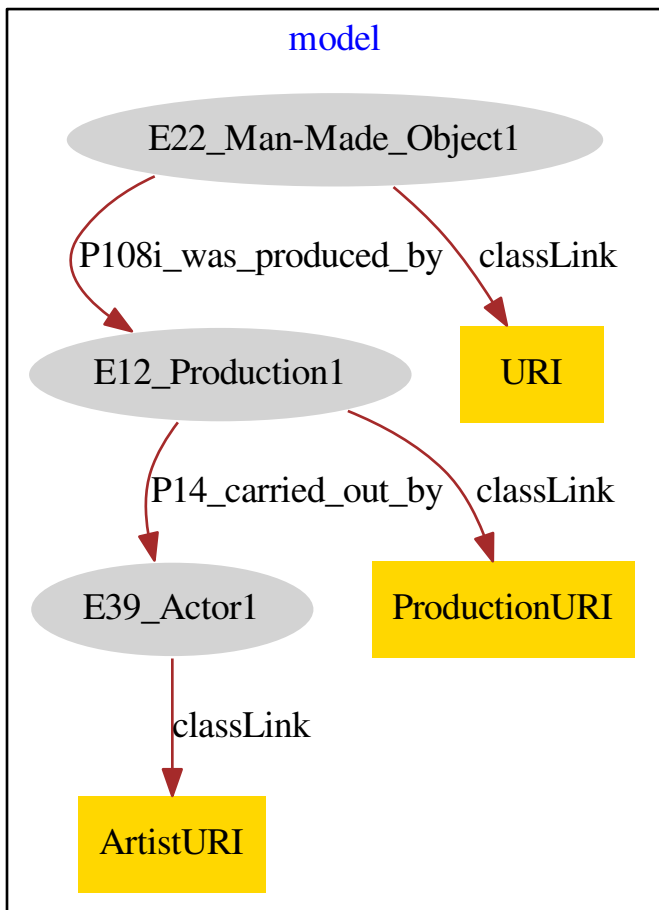 model
E22_Man-Made_Object1
P108i_was_produced_by
classLink
E12_Production1
URI
P14_carried_out_by
classLink
E39_Actor1
ProductionURI
classLink
ArtistURI